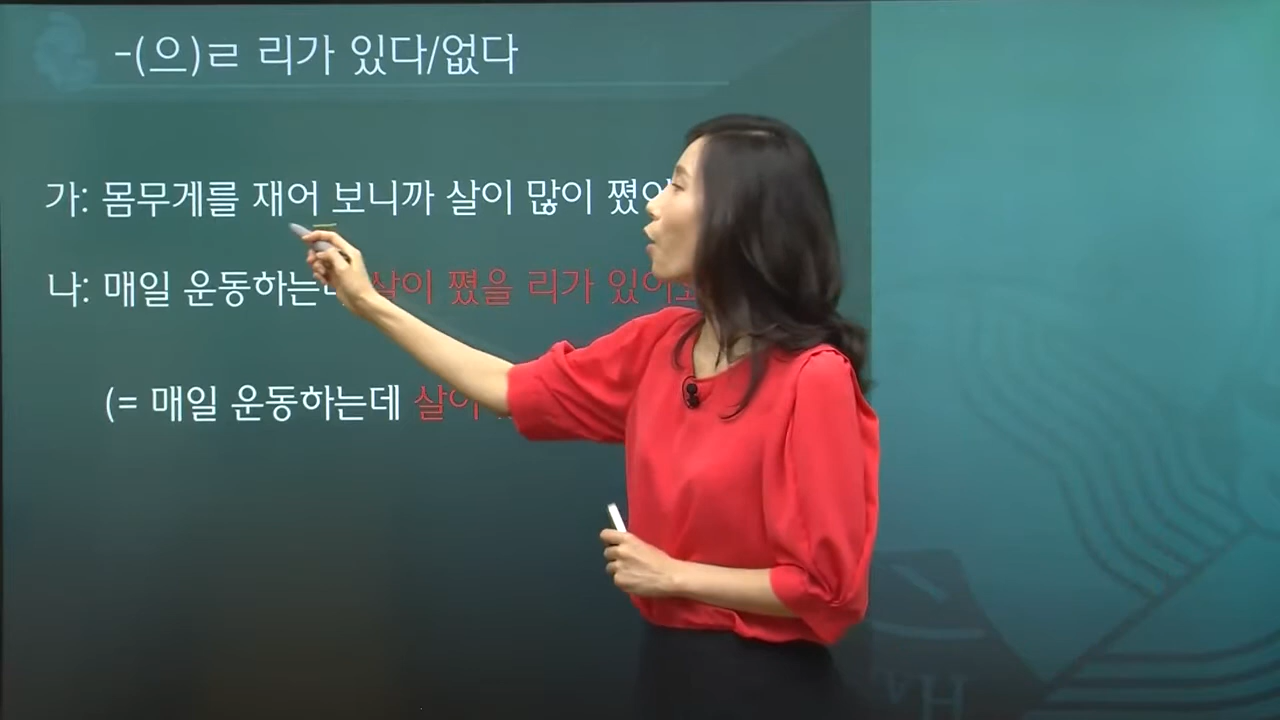 -(으)ㄹ 리가 있다/없다
가: 몸무게를 재어 보니까 살이 많이 쪘어
나: 매일 운동하는데 살이 쪘을 리가 있어요
(= 매일 운동하는데 살이